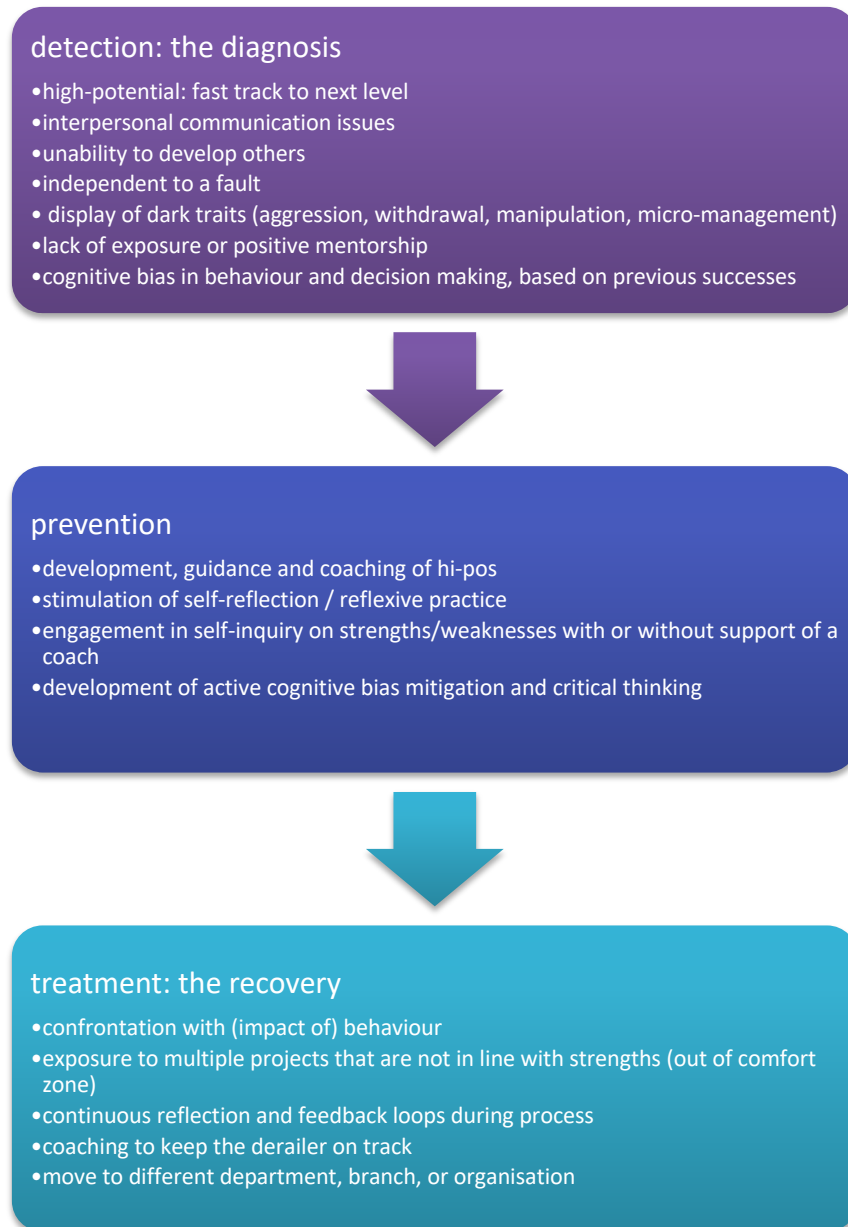 detection: the diagnosis
•high-potential: fast track to next level
•interpersonal communication issues
•unability to develop others
•independent to a fault
• display of dark traits (aggression, withdrawal, manipulation, micro-management)
•lack of exposure or positive mentorship
•cognitive bias in behaviour and decision making, based on previous successes
prevention
•development, guidance and coaching of hi-pos
•stimulation of self-reflection / reflexive practice
•engagement in self-inquiry on strengths/weaknesses with or without support of a
coach
•development of active cognitive bias mitigation and critical thinking
treatment: the recovery
•confrontation with (impact of) behaviour
•exposure to multiple projects that are not in line with strengths (out of comfort
zone)
•continuous reflection and feedback loops during process
•coaching to keep the derailer on track
•move to different department, branch, or organisation